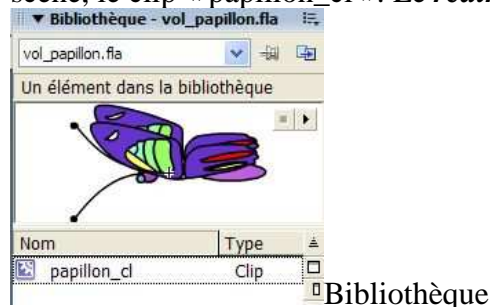 scène, le clip « papillon_cl ». Le réali
Bibliothèque - vol_papillon.fla
vol_papillon.fla
Un élément dans la bibliothèque
Nom Type
papillon_cl Clip
Bibliothèque